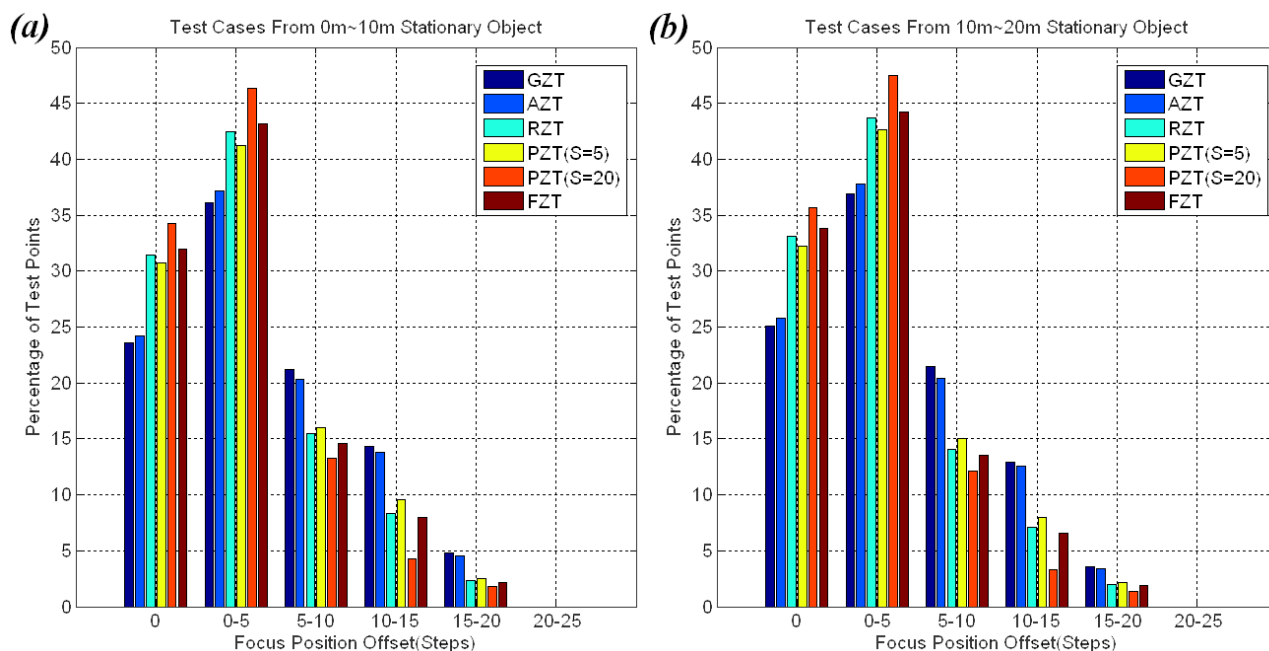 (a)
Test Cases From 0m~10m Stationary Object
Percentage of Test Points
50
45
40
35
30
25
20
15
10
5
0
GZT
AZT
RZT
PZT(S=5)
PZT(S=20)
FZT
0 0-5 5-10 10-15 15-20 20-25
Focus Position Offset(Steps)
(b)
Test Cases From 10m~20m Stationary Object
Percentage of Test Points
50
45
40
35
30
25
20
15
10
5
0
GZT
AZT
RZT
PZT(S=5)
PZT(S=20)
FZT
0 0-5 5-10 10-15 15-20 20-25
Focus Position Offset(Steps)